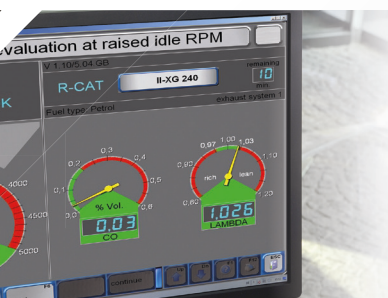 evaluation at raised idle RPM
V 1.10/5.04 GB
remaining
R-CAT
II-XG 240
10
min.
K
Fuel type: Petrol
exhaust system 1
0,0
0,1
0,2
0,3
0,4
0,5
0,6
% Vol.
0.03
CO
0,80
0,90
0,97
1,00
1,03
1,10
1,20
rich
lean
1.026
LAMBDA
4000
4500
5000
continue